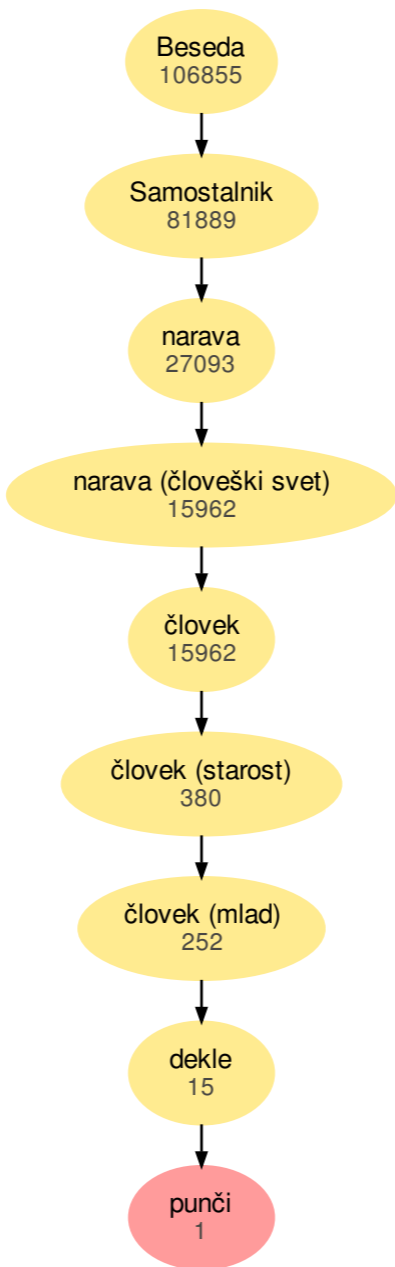 Beseda
106855
Samostalnik
81889
narava
27093
narava (človeški svet)
15962
človek
15962
človek (starost)
380
človek (mlad)
252
dekle
15
punči
1